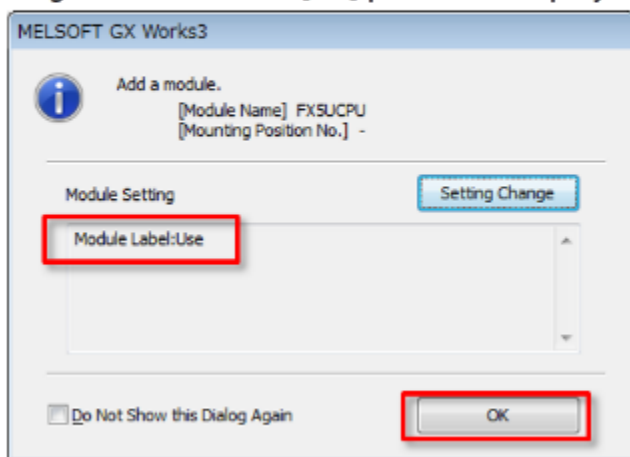 MELSOFT GX Works3
Add a module.
[Module Name] FX5UCPU
[Mounting Position No.] -
Module Setting
Setting Change
Module Label:Use
Do Not Show this Dialog Again
OK